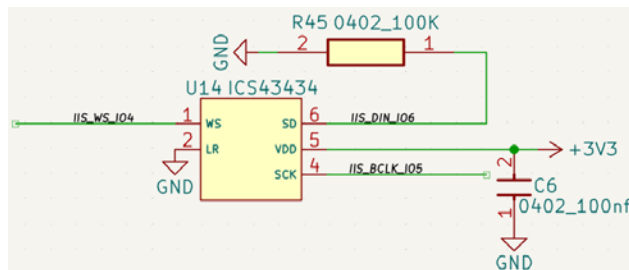 R45 0402_100K
GND
2
1
U14 ICS43434
IIS_WS_IO4
1
WS
SD
6
IIS_DIN_IO6
2
LR
VDD
5
+3V3
GND
SCK
4
IIS_BCLK_IO5
2
C6
1
0402_100nf
GND